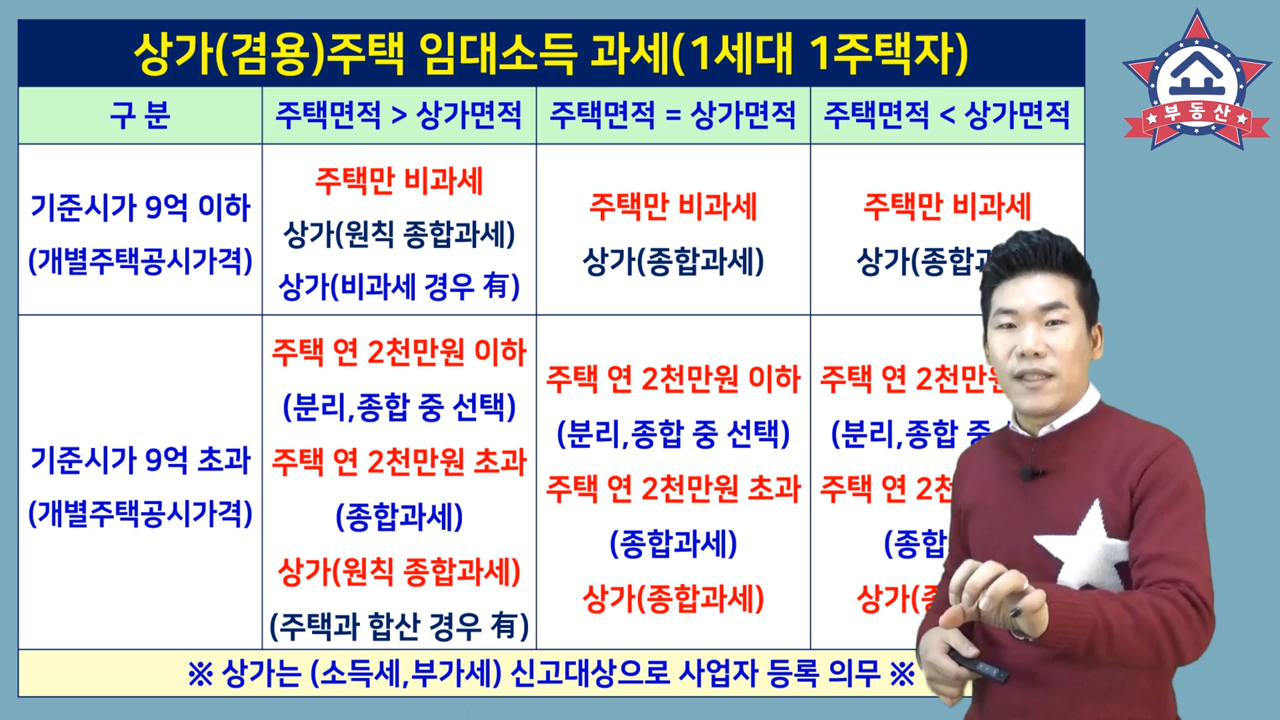 상가(겸용)주택 임대소득 과세(1세대 1주택자)
부동산
구 분
주택면적 > 상가면적
주택면적 = 상가면적
주택면적 < 상가면적
기준시가 9억 이하
(개별주택공시가격)
주택만 비과세
상가(원칙 종합과세)
상가(비과세 경우 有)
주택만 비과세
상가(종합과세)
주택만 비과세
기준시가 9억 초과
(개별주택공시가격)
주택 연 2천만원 이하
(분리,종합 중 선택)
주택 연 2천만원 초과
(종합과세)
상가(원칙 종합과세)
(주택과 합산 경우 有)
주택 연 2천만원 이하
(분리,종합 중 선택)
주택 연 2천만원 초과
(종합과세)
상가(종합과세)
주택 연
(분리,종합
주택 연
※ 상가는 (소득세,부가세) 신고대상으로 사업자 등록 의무 ※